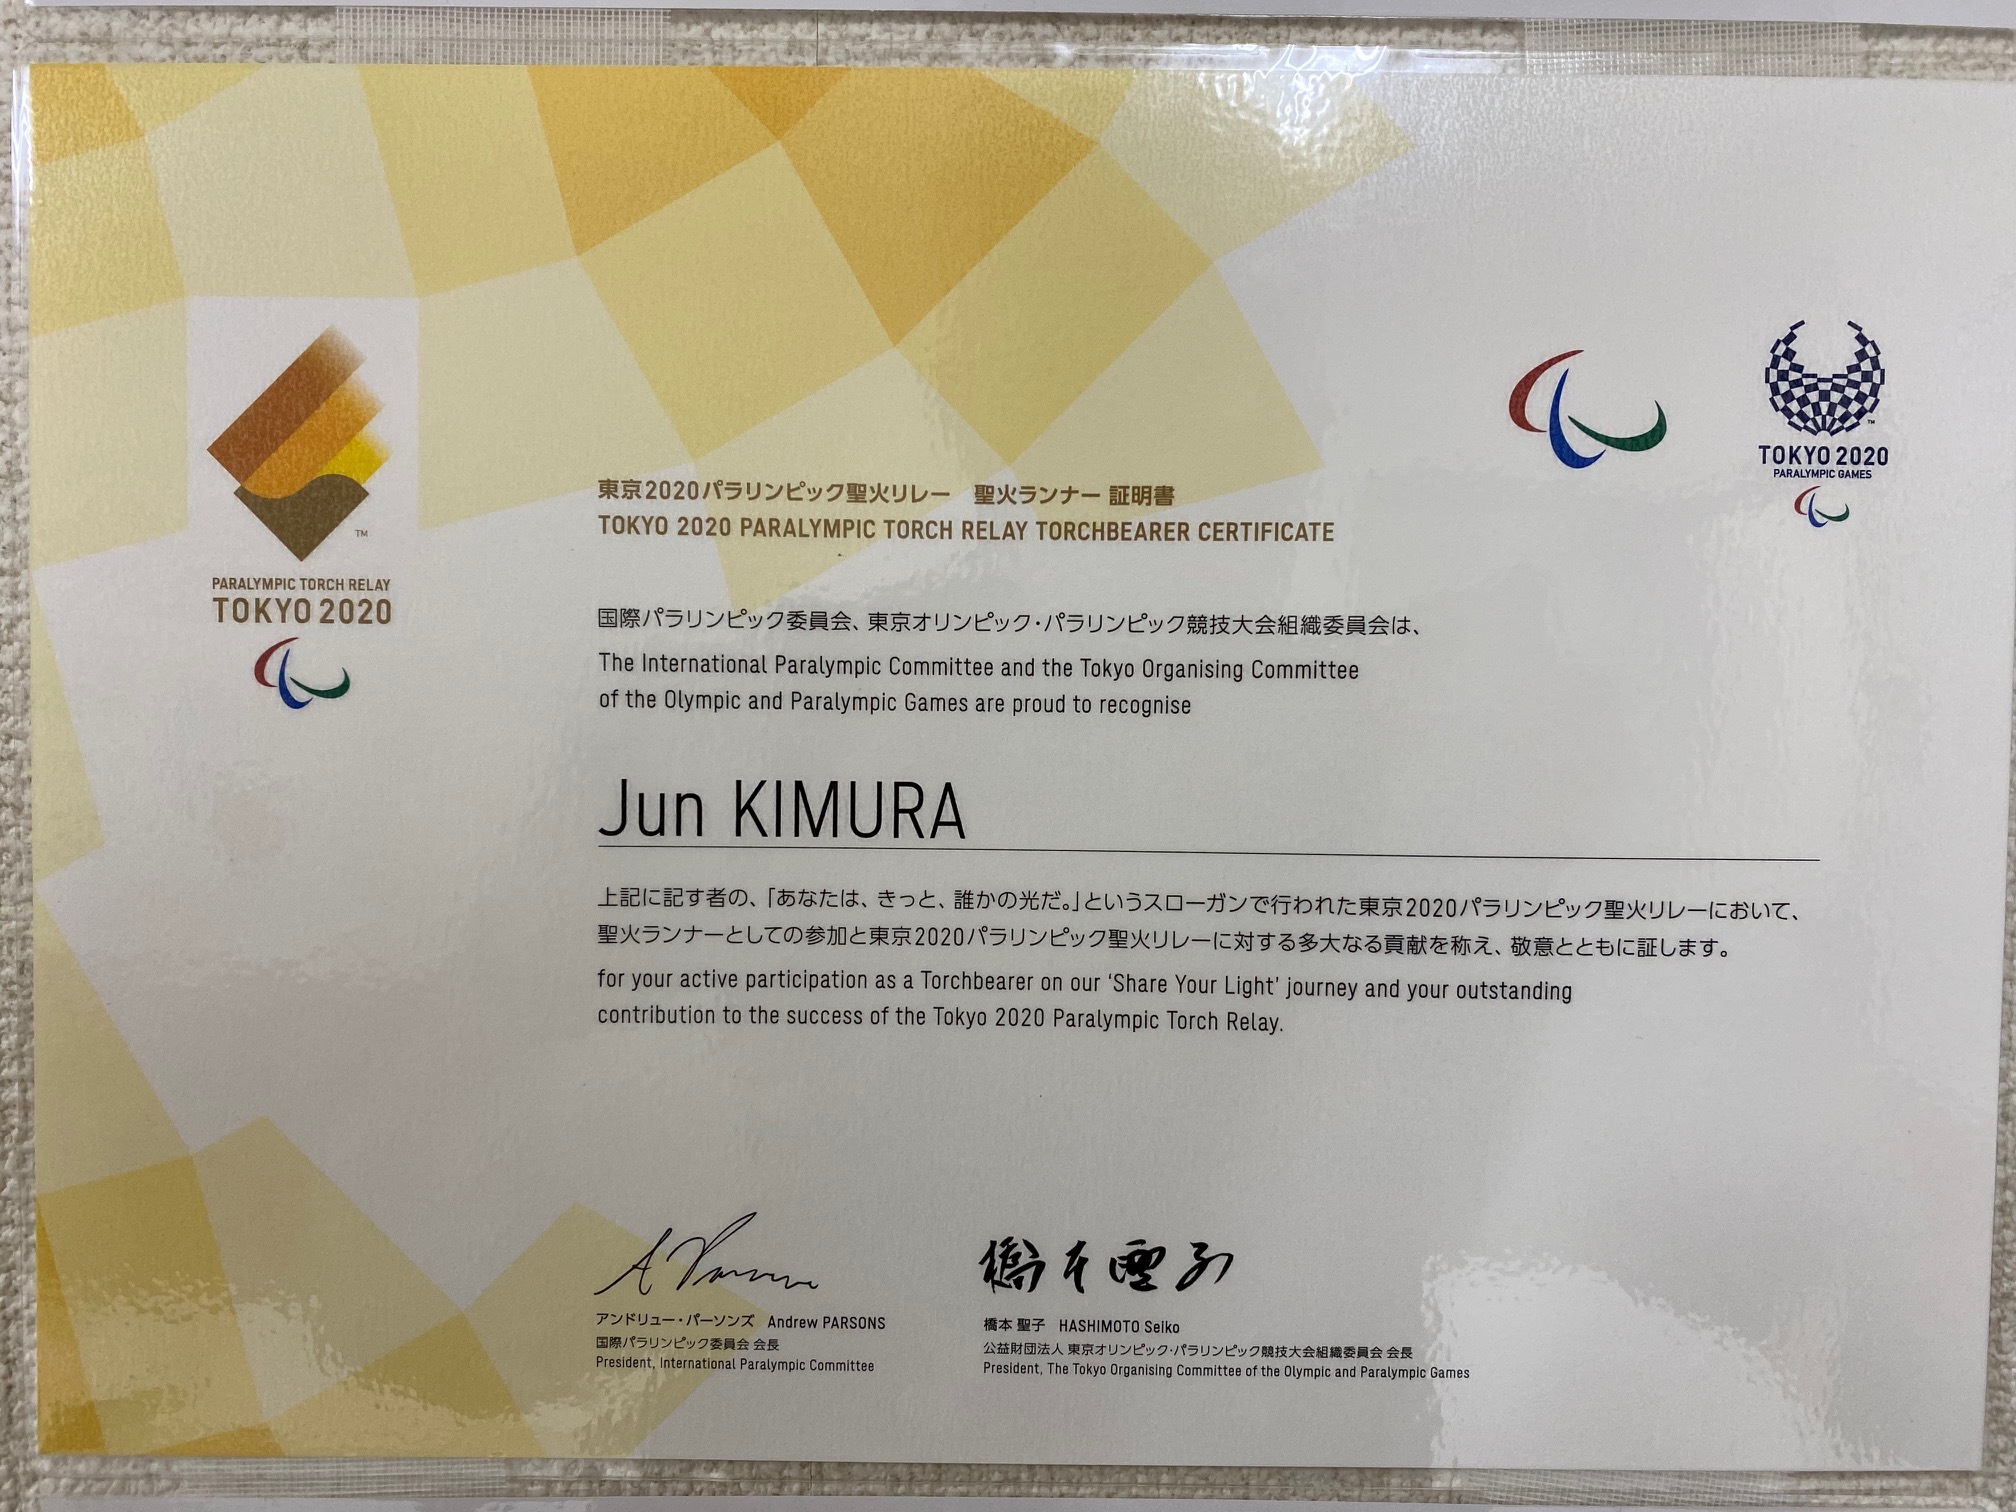 PARALYMPIC TORCH RELAY
TOKYO 2020
TOKYO 2020
PARALYMPIC GAMES
東京2020パラリンピック聖火リレー　聖火ランナー 証明書
TOKYO 2020 PARALYMPIC TORCH RELAY TORCHBEARER CERTIFICATE
国際パラリンピック委員会、東京オリンピック・パラリンピック競技大会組織委員会は、
The International Paralympic Committee and the Tokyo Organising Committee
of the Olympic and Paralympic Games are proud to recognise
Jun KIMURA
上記に記す者の、「あなたは、きっと、誰かの光だ。」というスローガンで行われた東京2020パラリンピック聖火リレーにおいて、
聖火ランナーとしての参加と東京2020パラリンピック聖火リレーに対する多大なる貢献を称え、敬意とともに証します。
for your active participation as a Torchbearer on our ‘Share Your Light’ journey and your outstanding
contribution to the success of the Tokyo 2020 Paralympic Torch Relay.
A Parsons
アンドリュー・パーソンズ　Andrew PARSONS
国際パラリンピック委員会 会長
President, International Paralympic Committee
橋本聖子
橋本 聖子　HASHIMOTO Seiko
公益財団法人 東京オリンピック・パラリンピック競技大会組織委員会 会長
President, The Tokyo Organising Committee of the Olympic and Paralympic Games